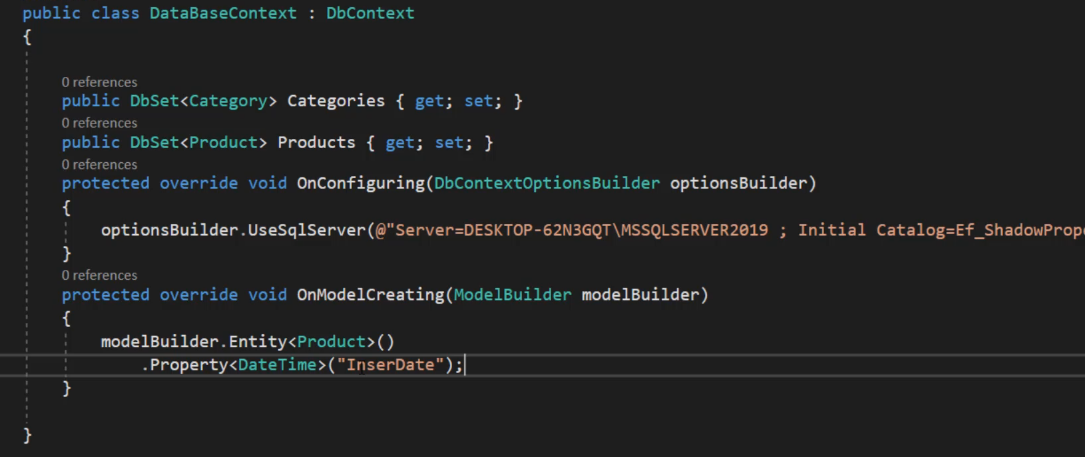 public class DataBaseContext : DbContext
{
0 references
public DbSet<Category> Categories { get; set; }
0 references
public DbSet<Product> Products { get; set; }
0 references
protected override void OnConfiguring(DbContextOptionsBuilder optionsBuilder)
{
optionsBuilder.UseSqlServer(@"Server=DESKTOP-62N3GQT\MSSQLSERVER2019 ; Initial Catalog=Ef_ShadowPrope
}
0 references
protected override void OnModelCreating(ModelBuilder modelBuilder)
{
modelBuilder.Entity<Product>()
.Property<DateTime>("InserDate");
}
}